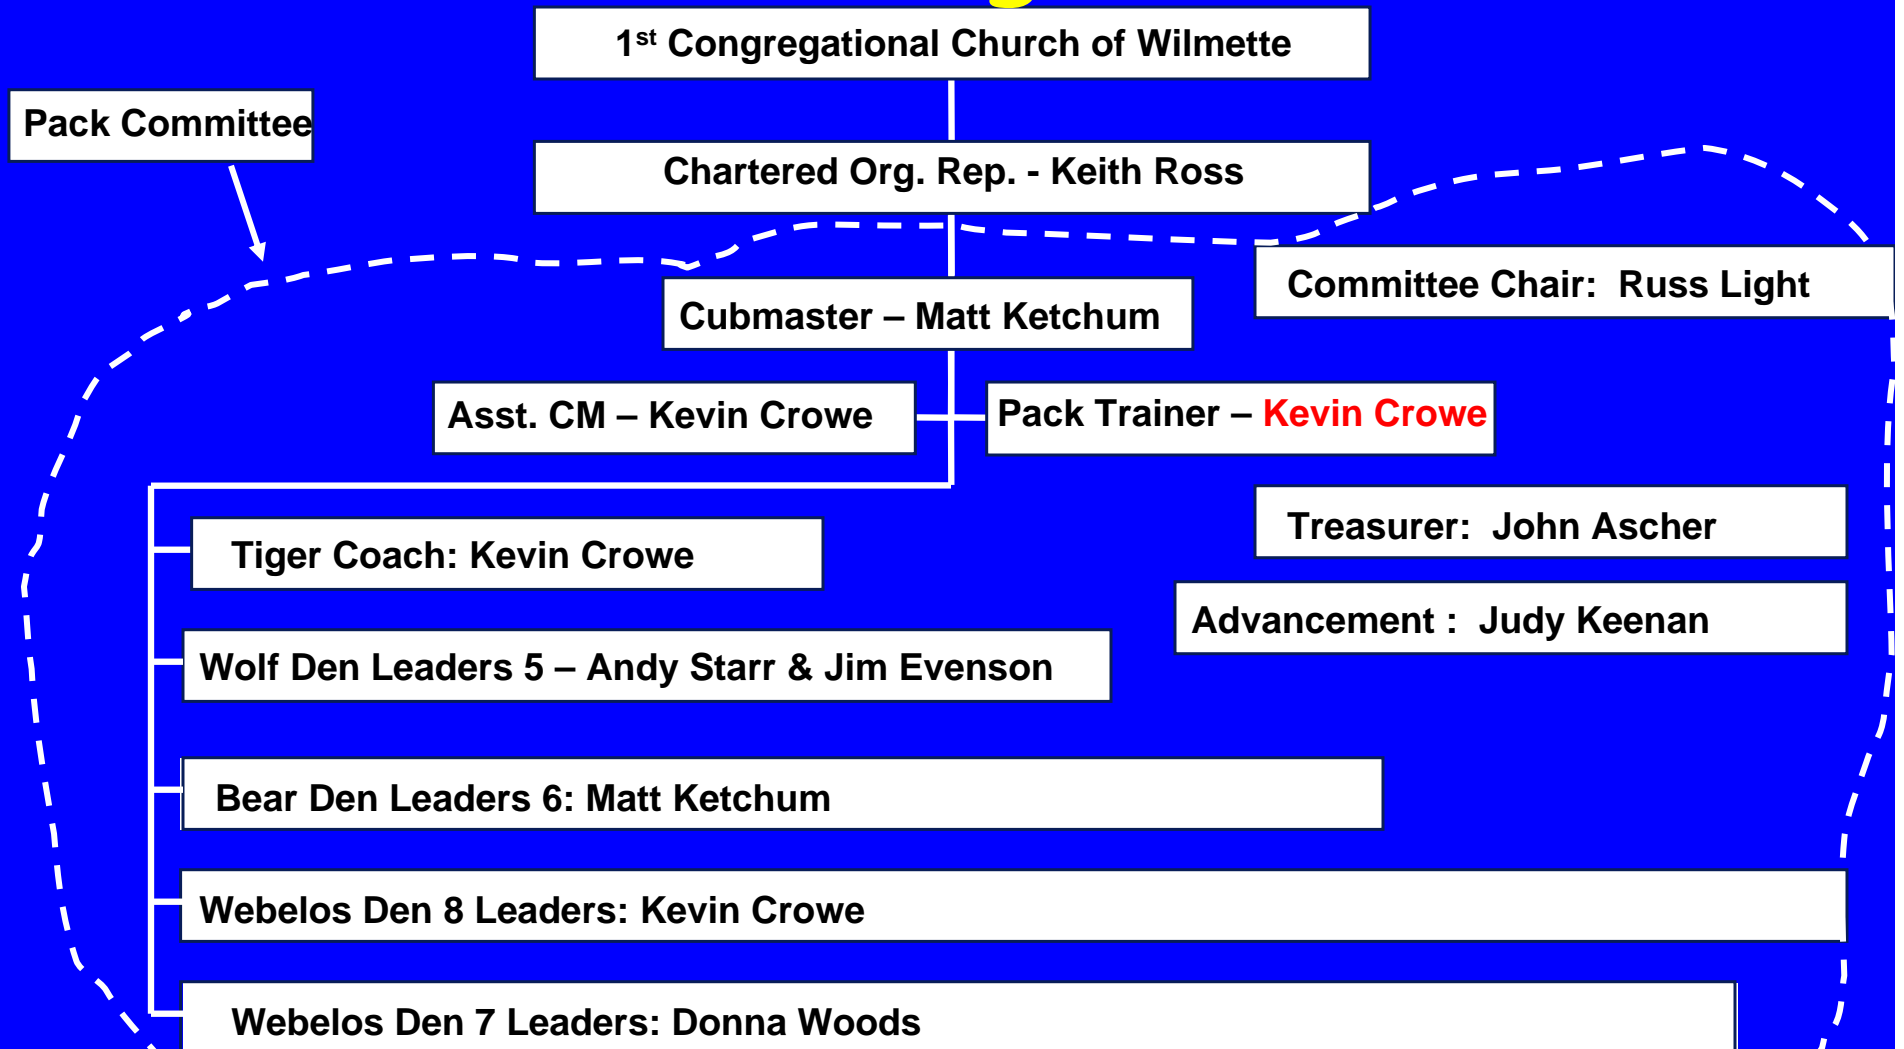 1st Congregational Church of Wilmette
Pack Committee
Chartered Org. Rep. - Keith Ross
Committee Chair:  Russ Light
Cubmaster – Matt Ketchum
Asst. CM – Kevin Crowe
Pack Trainer – Kevin Crowe
Treasurer:  John Ascher
Tiger Coach: Kevin Crowe
Advancement :  Judy Keenan
Wolf Den Leaders 5 – Andy Starr & Jim Evenson
Bear Den Leaders 6: Matt Ketchum
Webelos Den 8 Leaders: Kevin Crowe
Webelos Den 7 Leaders: Donna Woods